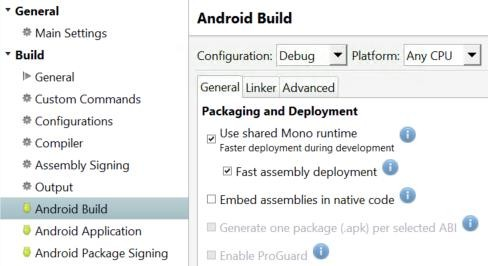 General
Main Settings
Build
General
Custom Commands
Configurations
Compiler
Assembly Signing
Output
Android Build
Android Application
Android Package Signing
Android Build
Configuration: Debug Platform: Any CPU
General Linker Advanced
Packaging and Deployment
Use shared Mono runtime
Faster deployment during development
Fast assembly deployment
Embed assemblies in native code
Generate one package (.apk) per selected ABI
Enable ProGuard